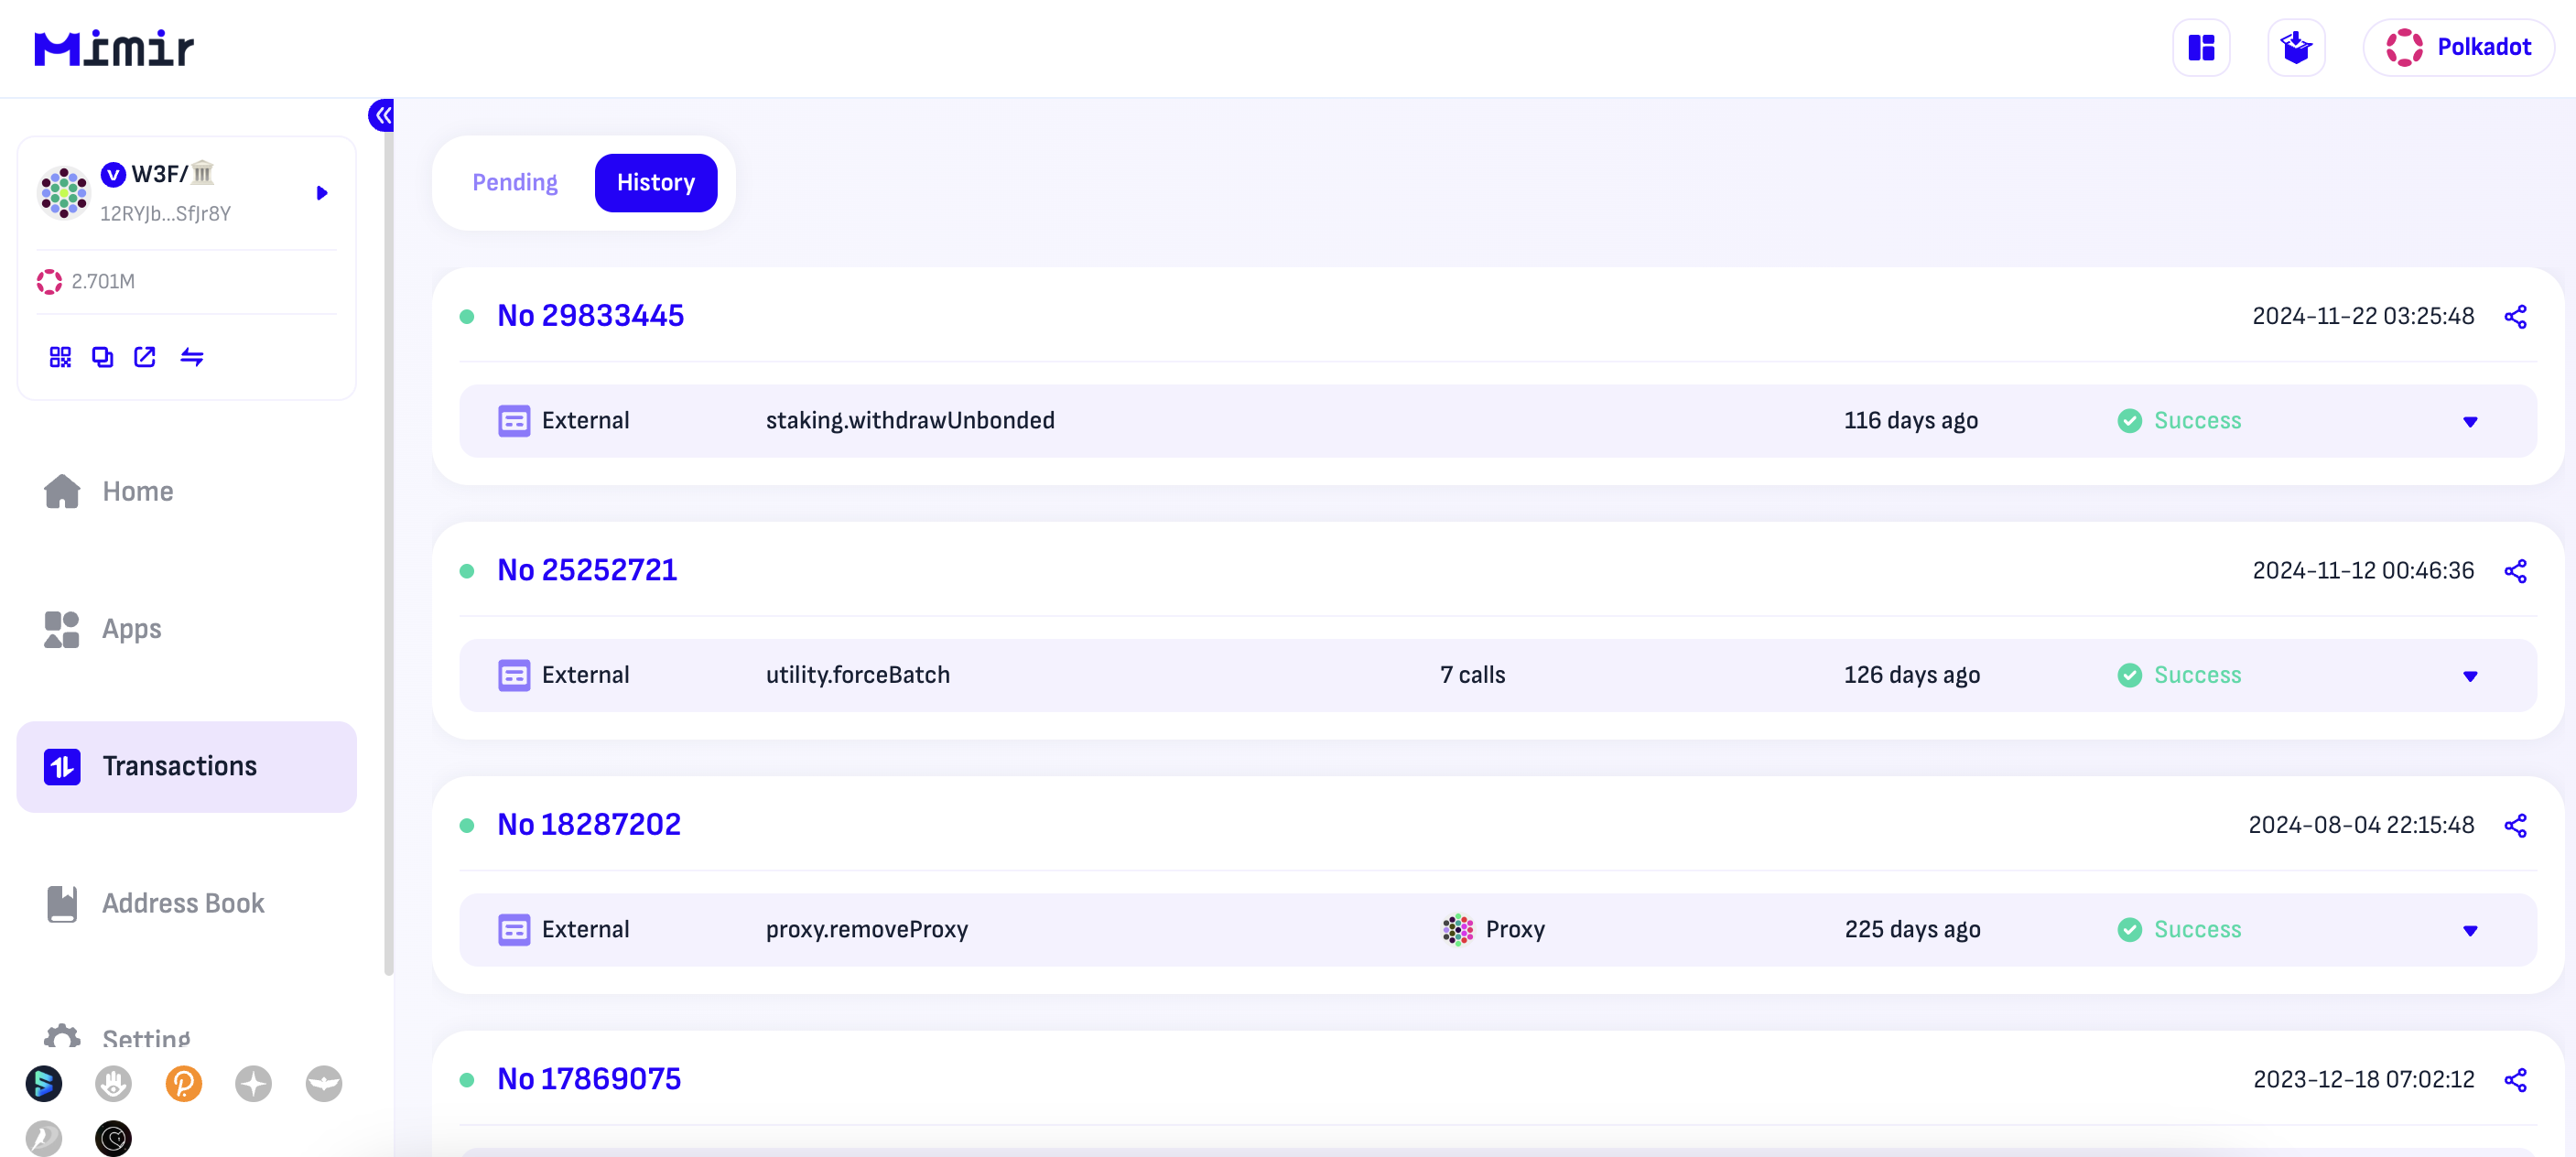 Mimir
Polkadot
W3F/🏛️
12RYJb...SfJr8Y
2.701M
Home
Apps
Transactions
Address Book
Setting
Pending
History
No 29833445
2024-11-22 03:25:48
External
staking.withdrawUnbonded
116 days ago
Success
No 25252721
2024-11-12 00:46:36
External
utility.forceBatch
7 calls
126 days ago
Success
No 18287202
2024-08-04 22:15:48
External
proxy.removeProxy
Proxy
225 days ago
Success
No 17869075
2023-12-18 07:02:12